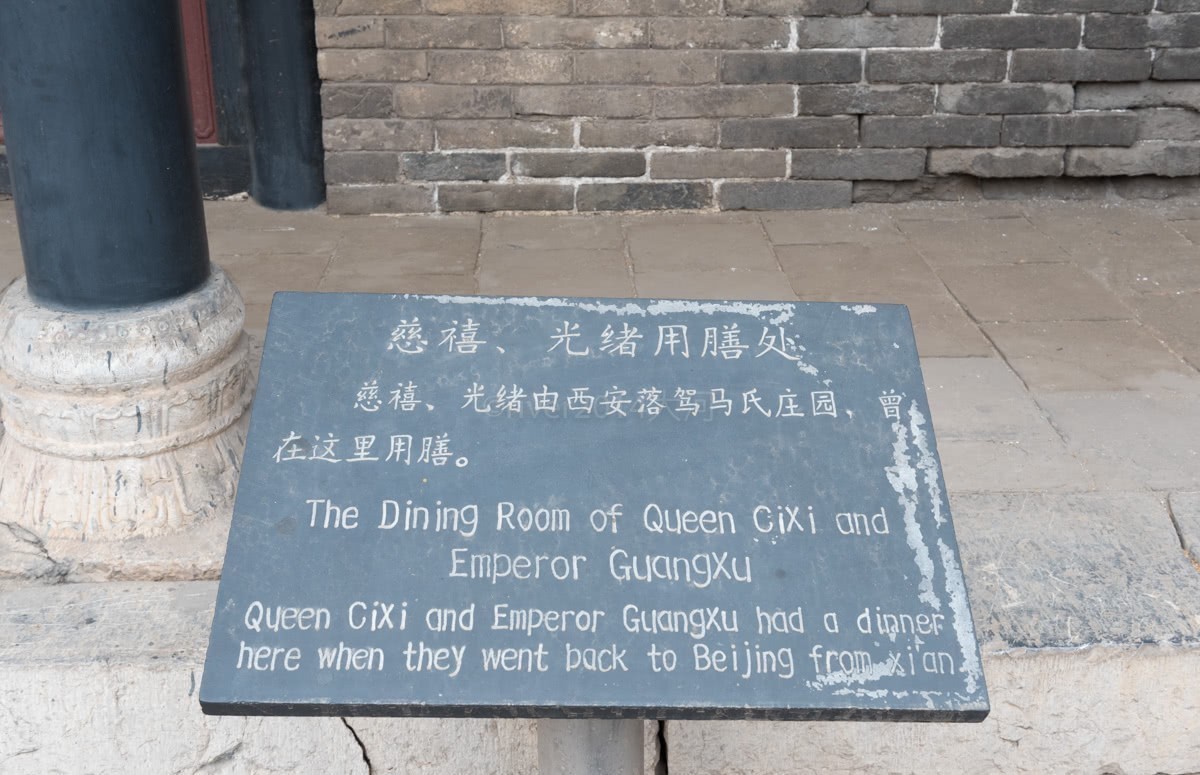 慈禧、光绪用膳处
慈禧、光绪由西安落驾马氏庄园，曾
在这里用膳。
The Dining Room of Queen CiXi and
Emperor GuangXu
Queen CiXi and Emperor GuangXu had a dinner
here when they went back to Beijing from xi'an